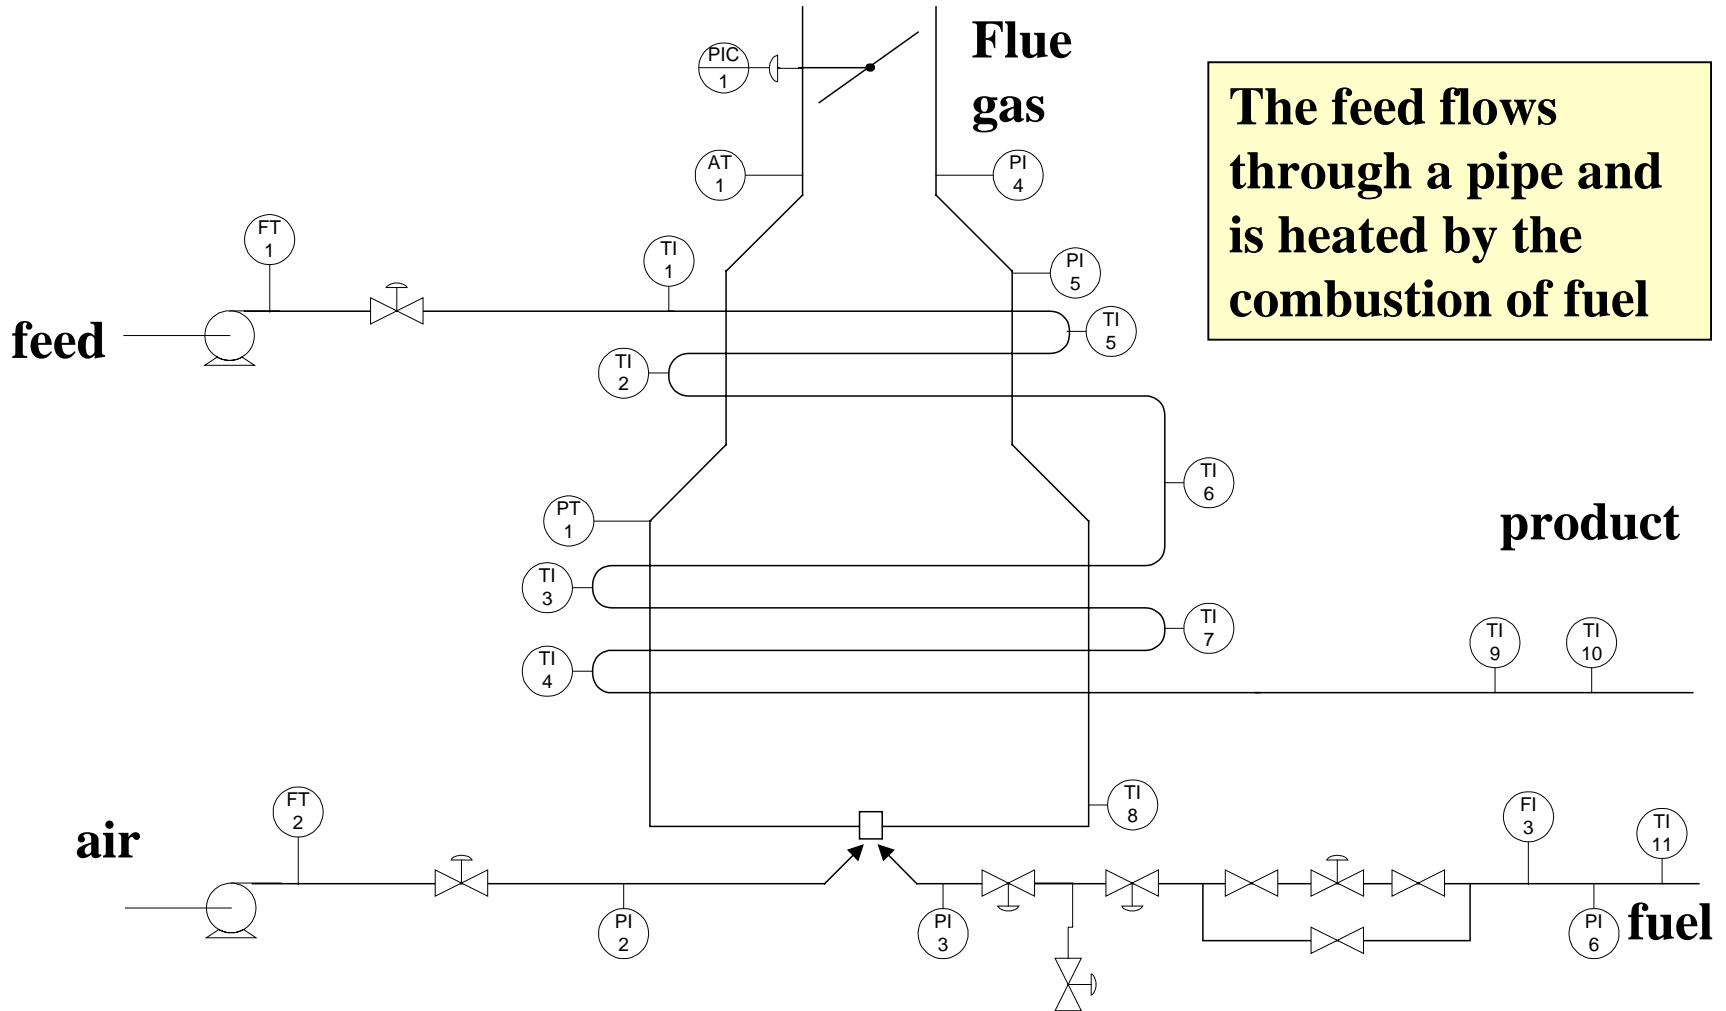 Flue
gas
PIC
1
The feed flows
through a pipe and
is heated by the
combustion of fuel
AT
1
PI
4
FT
1
TI
1
PI
5
feed
TI
5
TI
2
TI
6
PT
1
product
TI
3
TI
7
TI
4
TI
9
TI
10
air
FT
2
TI
8
FI
3
TI
11
PI
2
PI
3
PI
6
fuel